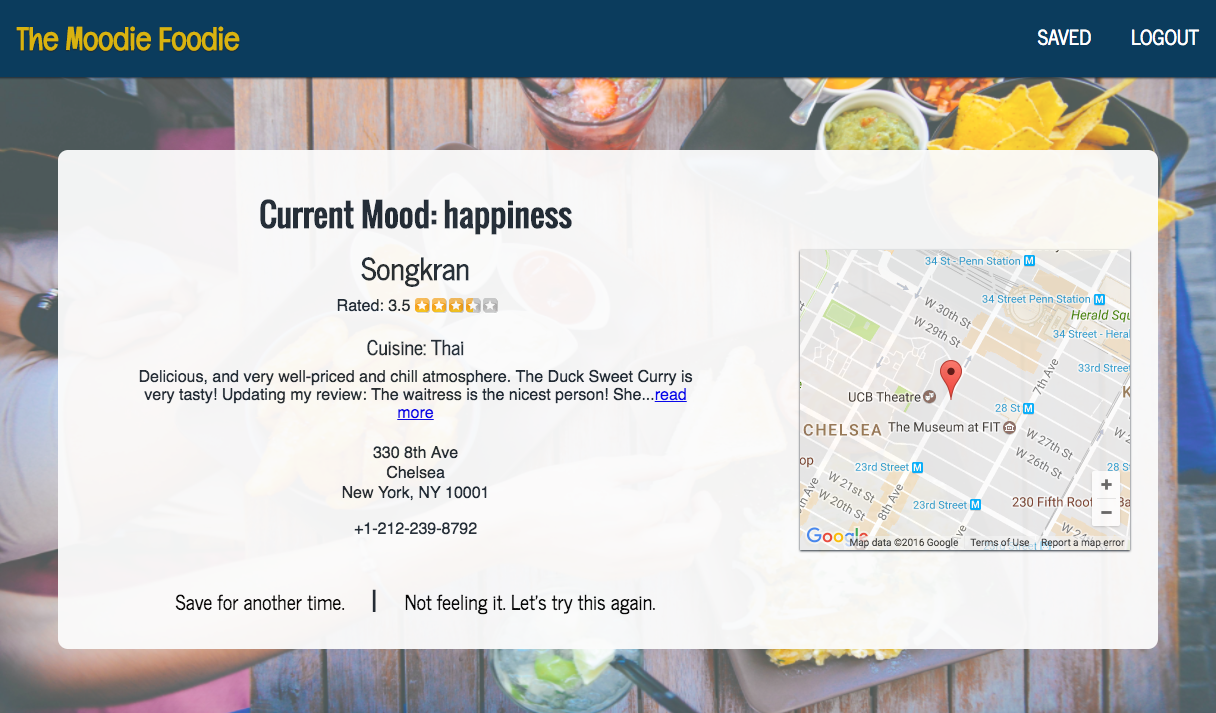 The Moodie Foodie
SAVED
LOGOUT
Current Mood: happiness
Songkran
Rated: 3.5
Cuisine: Thai
Delicious, and very well-priced and chill atmosphere. The Duck Sweet Curry is
very tasty! Updating my review: The waitress is the nicest person! She...read
more
330 8th Ave
Chelsea
New York, NY 10001
+1-212-239-8792
Save for another time.
|
Not feeling it. Let's try this again.
34 St - Penn Station M
34 Street Penn Station M
Herald Squ
34 Street - Heral
W 30th St
W 29th St
33rd Street
7th Ave
UCB Theatre
28 St M
CHELSEA
The Museum at FIT
W 27th St
W 26th St
23rd Street M
28 S
W 21st St
W 20th St
8th Ave
23rd Street M
230 Fifth Roof
+
−
Google
Map data ©2016 Google
Terms of Use
Report a map error